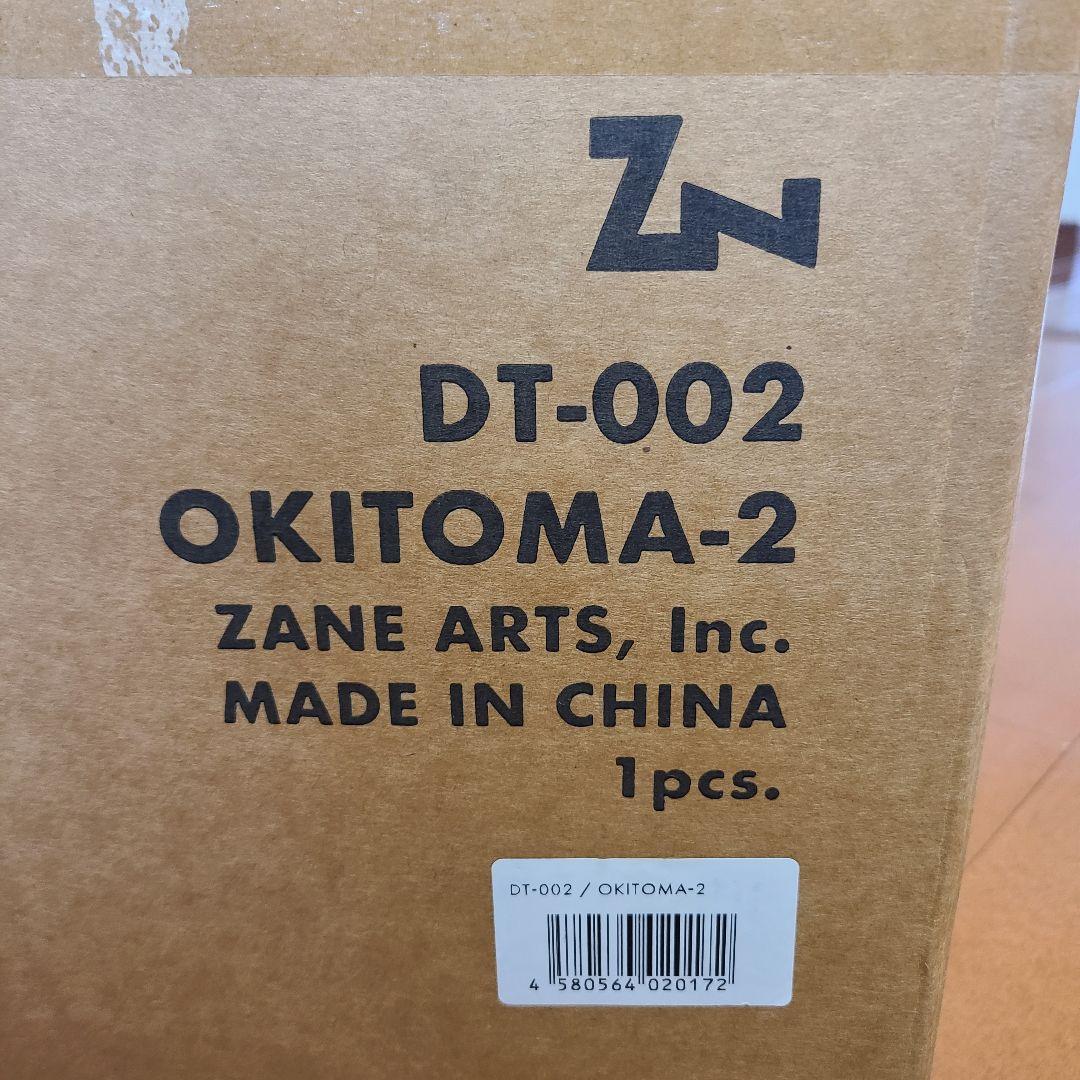 ZN
DT-002
OKITOMA-2
ZANE ARTS, Inc.
MADE IN CHINA
1pcs.
DT-002 / OKITOMA-2
4 580564 020172